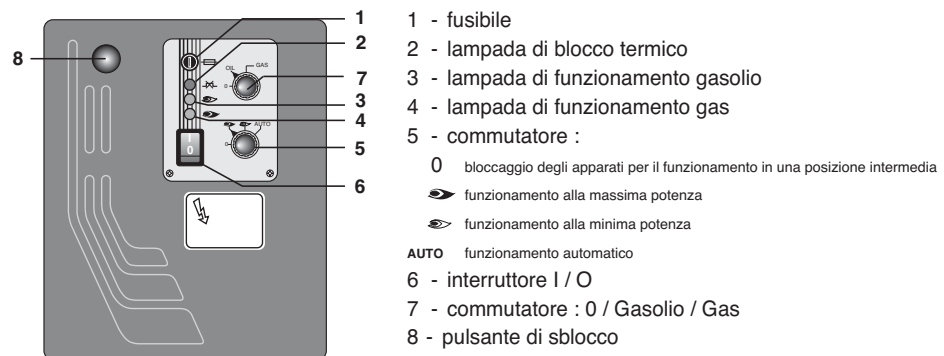 8
1
2
7
3
4
5
6
OIL
GAS
0
AUTO
0
I
0
1 - fusibile
2 - lampada di blocco termico
3 - lampada di funzionamento gasolio
4 - lampada di funzionamento gas
5 - commutatore :
0 bloccaggio degli apparati per il funzionamento in una posizione intermedia
funzionamento alla massima potenza
funzionamento alla minima potenza
AUTO funzionamento automatico
6 - interruttore I / O
7 - commutatore : 0 / Gasolio / Gas
8 - pulsante di sblocco